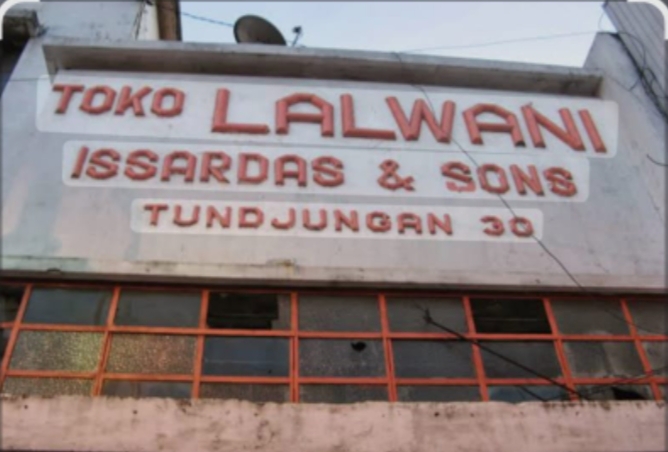 TOKO LALWANI
ISSARDAS & SONS
TUNDJUNGAN 30